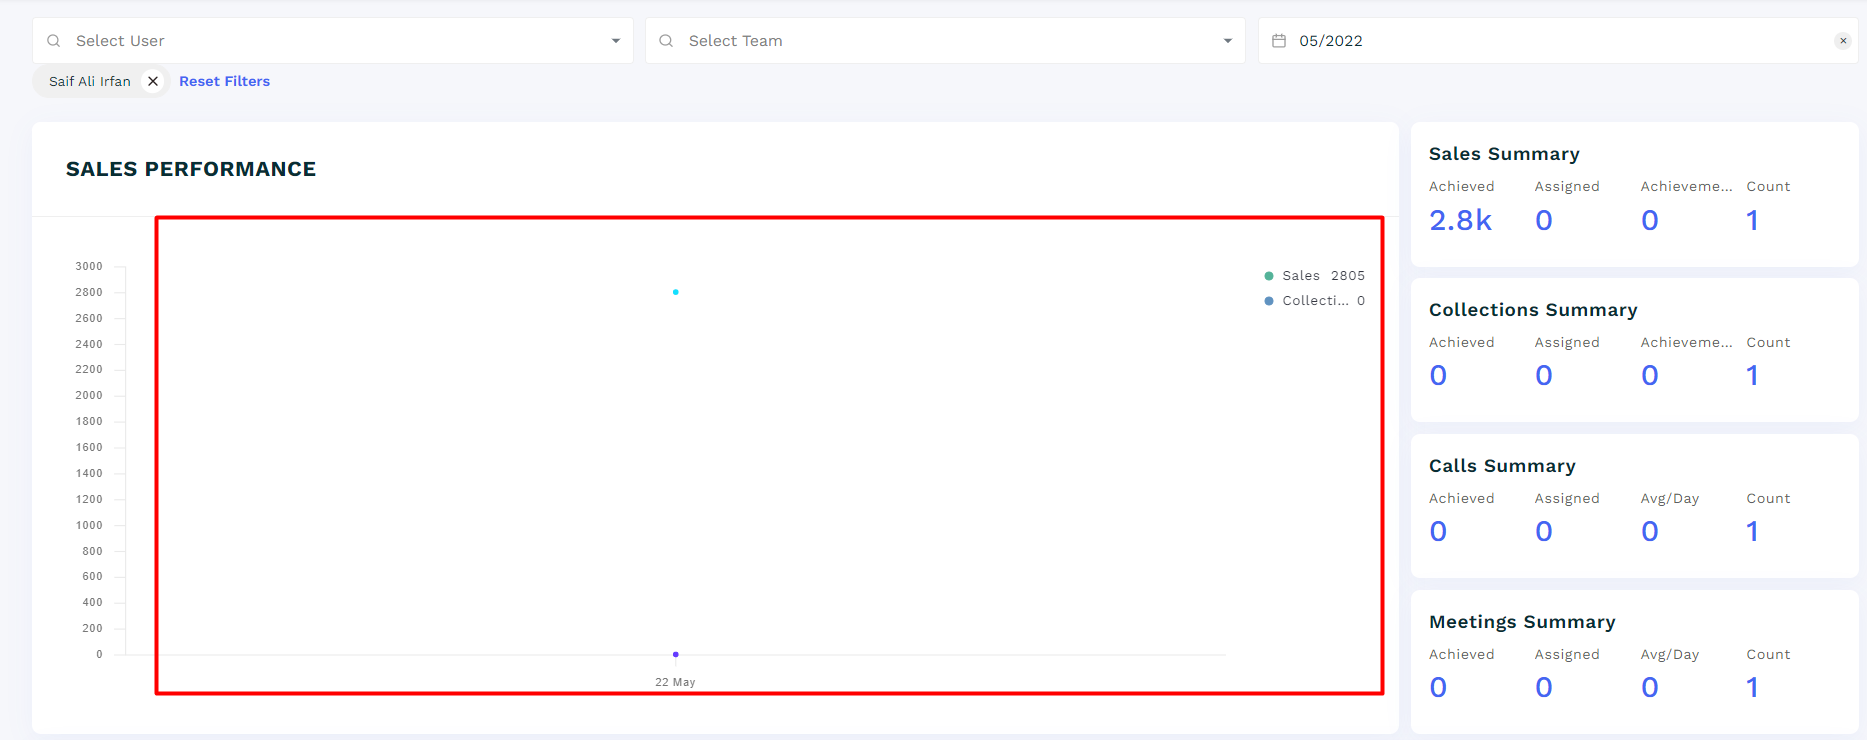 Select User
Select Team
05/2022
Saif Ali Irfan
Reset Filters
SALES PERFORMANCE
3000
2800
2600
2400
2200
2000
1800
1600
1400
1200
1000
800
600
400
200
0
22 May
Sales 2805
Collecti... 0
Sales Summary
Achieved Assigned Achieveme... Count
2.8k 0 0 1
Collections Summary
Achieved Assigned Achieveme... Count
0 0 0 1
Calls Summary
Achieved Assigned Avg/Day Count
0 0 0 1
Meetings Summary
Achieved Assigned Avg/Day Count
0 0 0 1